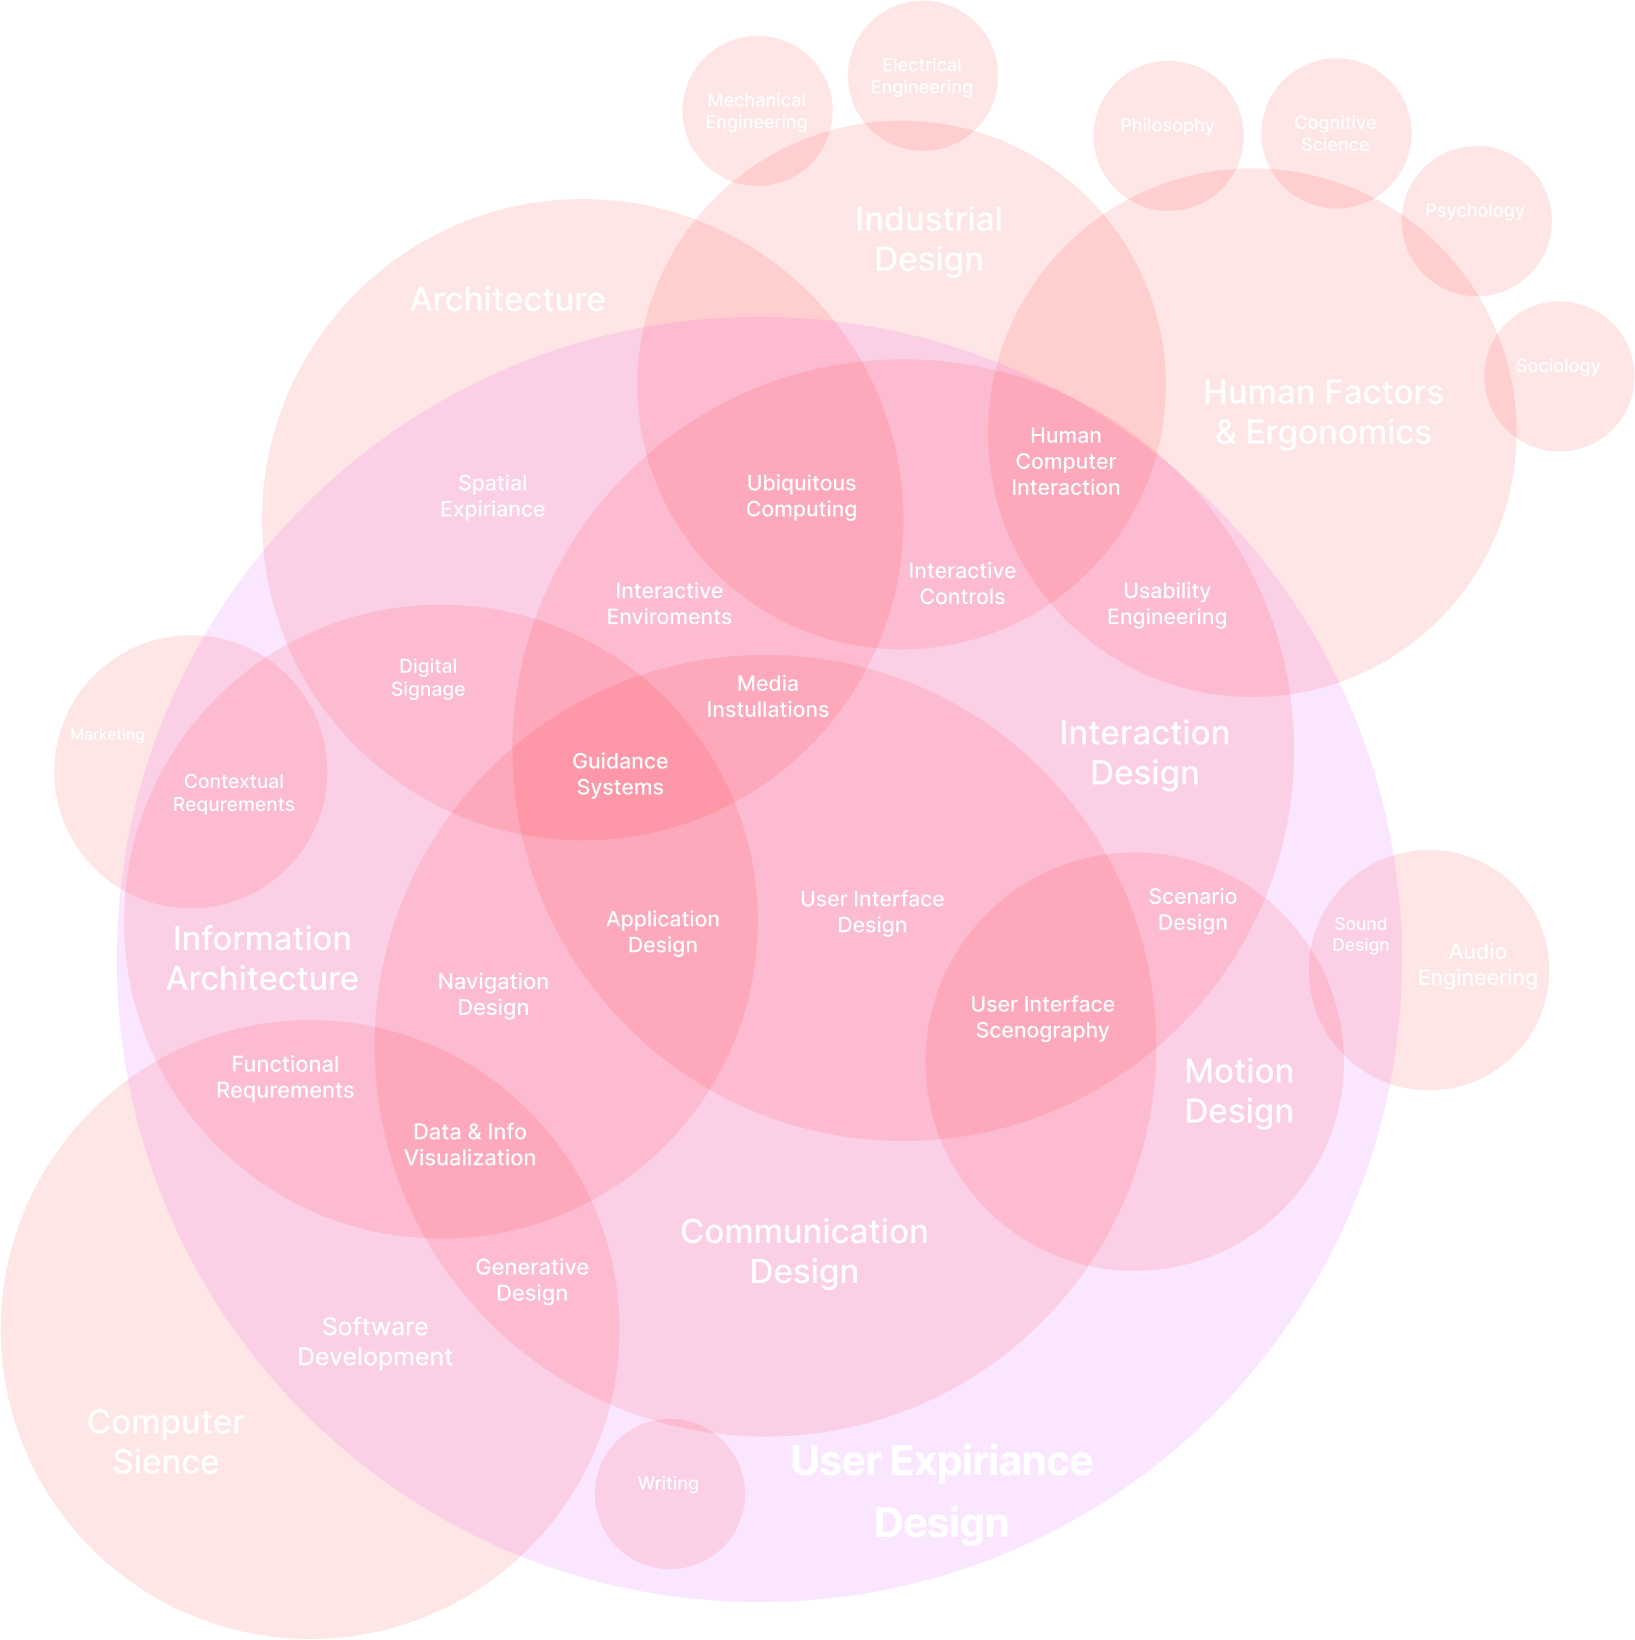 Electrical
Engineering
Mechanical
Engineering
Philosophy
Cognitive
Science
Psychology
Industrial
Design
Architecture
Sociology
Human Factors
& Ergonomics
Human
Computer
Interaction
Spatial
Expiriance
Ubiquitous
Computing
Interactive
Controls
Interactive
Enviroments
Usability
Engineering
Digital
Signage
Media
Instullations
Marketing
Interaction
Design
Guidance
Systems
Contextual
Requrements
User Interface
Design
Scenario
Design
Application
Design
Sound
Design
Audio
Engineering
Information
Architecture
Navigation
Design
User Interface
Scenography
Functional
Requrements
Motion
Design
Data & Info
Visualization
Communication
Design
Generative
Design
Software
Development
Computer
Sience
User Expiriance
Design
Writing